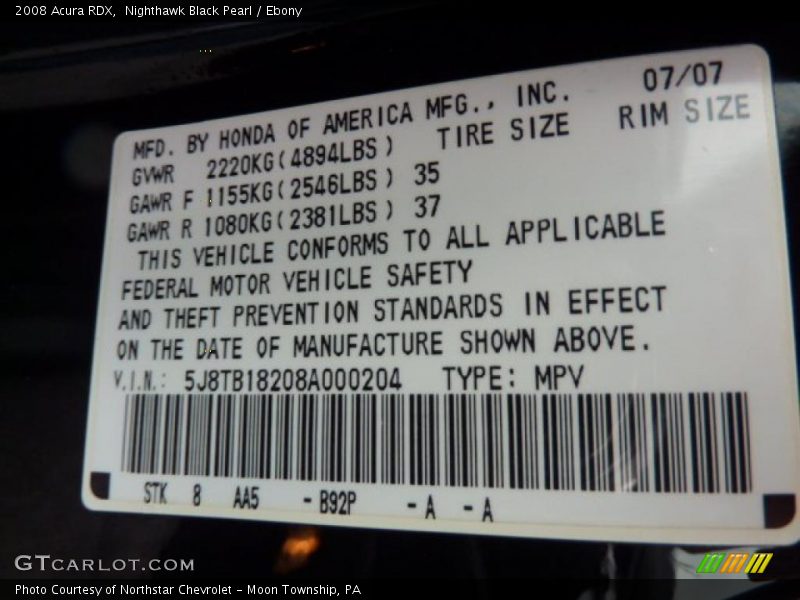 2008 Acura RDX,  Nighthawk Black Pearl / Ebony
MFD. BY HONDA OF AMERICA MFG., INC. 07/07
GVWR 2220KG(4894LBS) TIRE SIZE RIM SIZE
GAWR F 1155KG(2546LBS) 35
GAWR R 1080KG(2381LBS) 37
THIS VEHICLE CONFORMS TO ALL APPLICABLE
FEDERAL MOTOR VEHICLE SAFETY
AND THEFT PREVENTION STANDARDS IN EFFECT
ON THE DATE OF MANUFACTURE SHOWN ABOVE.
V.I.N.: 5J8TB18208A000204 TYPE: MPV
STK 8 AA5 -B92P -A -A
GTCARLOT.COM
Photo Courtesy of Northstar Chevrolet - Moon Township, PA